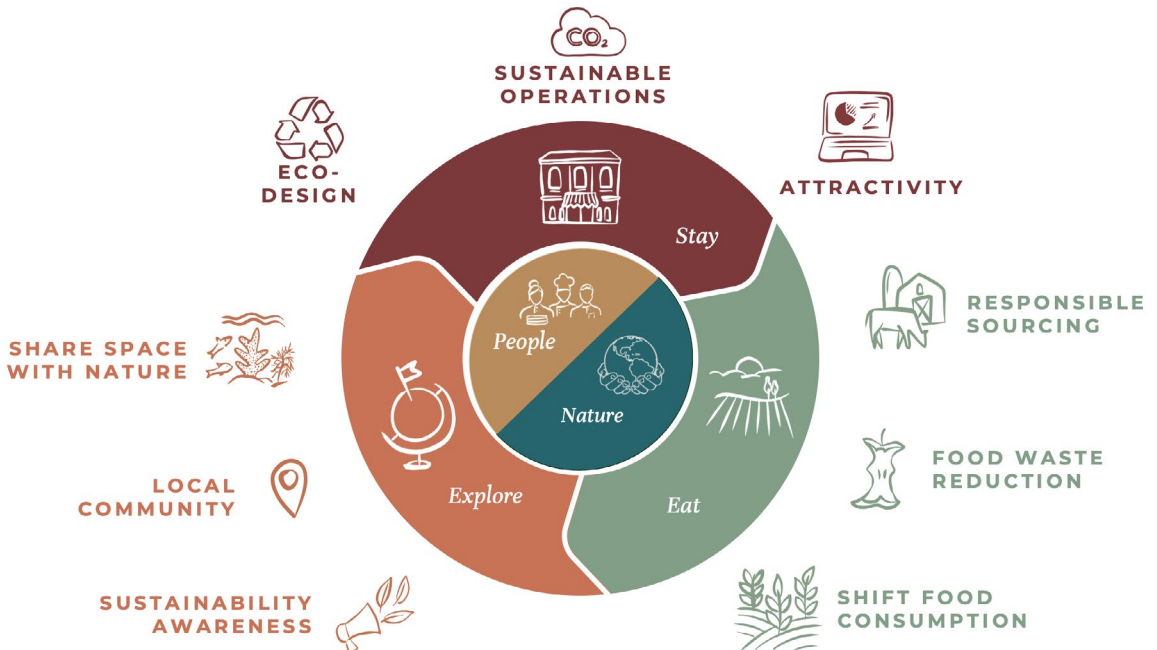 CO₂
SUSTAINABLE
OPERATIONS
ECO-
DESIGN
ATTRACTIVITY
Stay
People
Nature
Explore
Eat
RESPONSIBLE
SOURCING
FOOD WASTE
REDUCTION
SHIFT FOOD
CONSUMPTION
SHARE SPACE
WITH NATURE
LOCAL
COMMUNITY
SUSTAINABILITY
AWARENESS